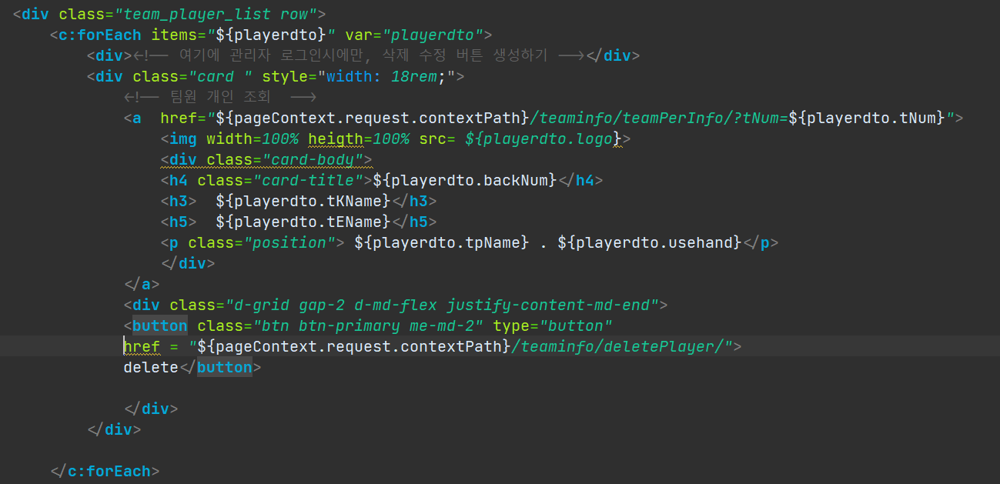 <div class="team_player_list row">
<c:forEach items="${playerdto}" var="playerdto">
<div><!-- 여기에 관리자 로그인시에만, 삭제 수정 버튼 생성하기 --></div>
<div class="card " style="width: 18rem;">
<!-- 팀원 개인 조회  -->
<a  href="${pageContext.request.contextPath}/teaminfo/teamPerInfo/?tNum=${playerdto.tNum}">
<img width=100% heigth=100% src= ${playerdto.logo}>
<div class="card-body">
<h4 class="card-title">${playerdto.backNum}</h4>
<h3>  ${playerdto.tKName}</h3>
<h5>  ${playerdto.tEName}</h5>
<p class="position"> ${playerdto.tpName} . ${playerdto.usehand}</p>
</div>
</a>
<div class="d-grid gap-2 d-md-flex justify-content-md-end">
<button class="btn btn-primary me-md-2" type="button"
href = "${pageContext.request.contextPath}/teaminfo/deletePlayer/">
delete</button>
</div>
</div>
</c:forEach>